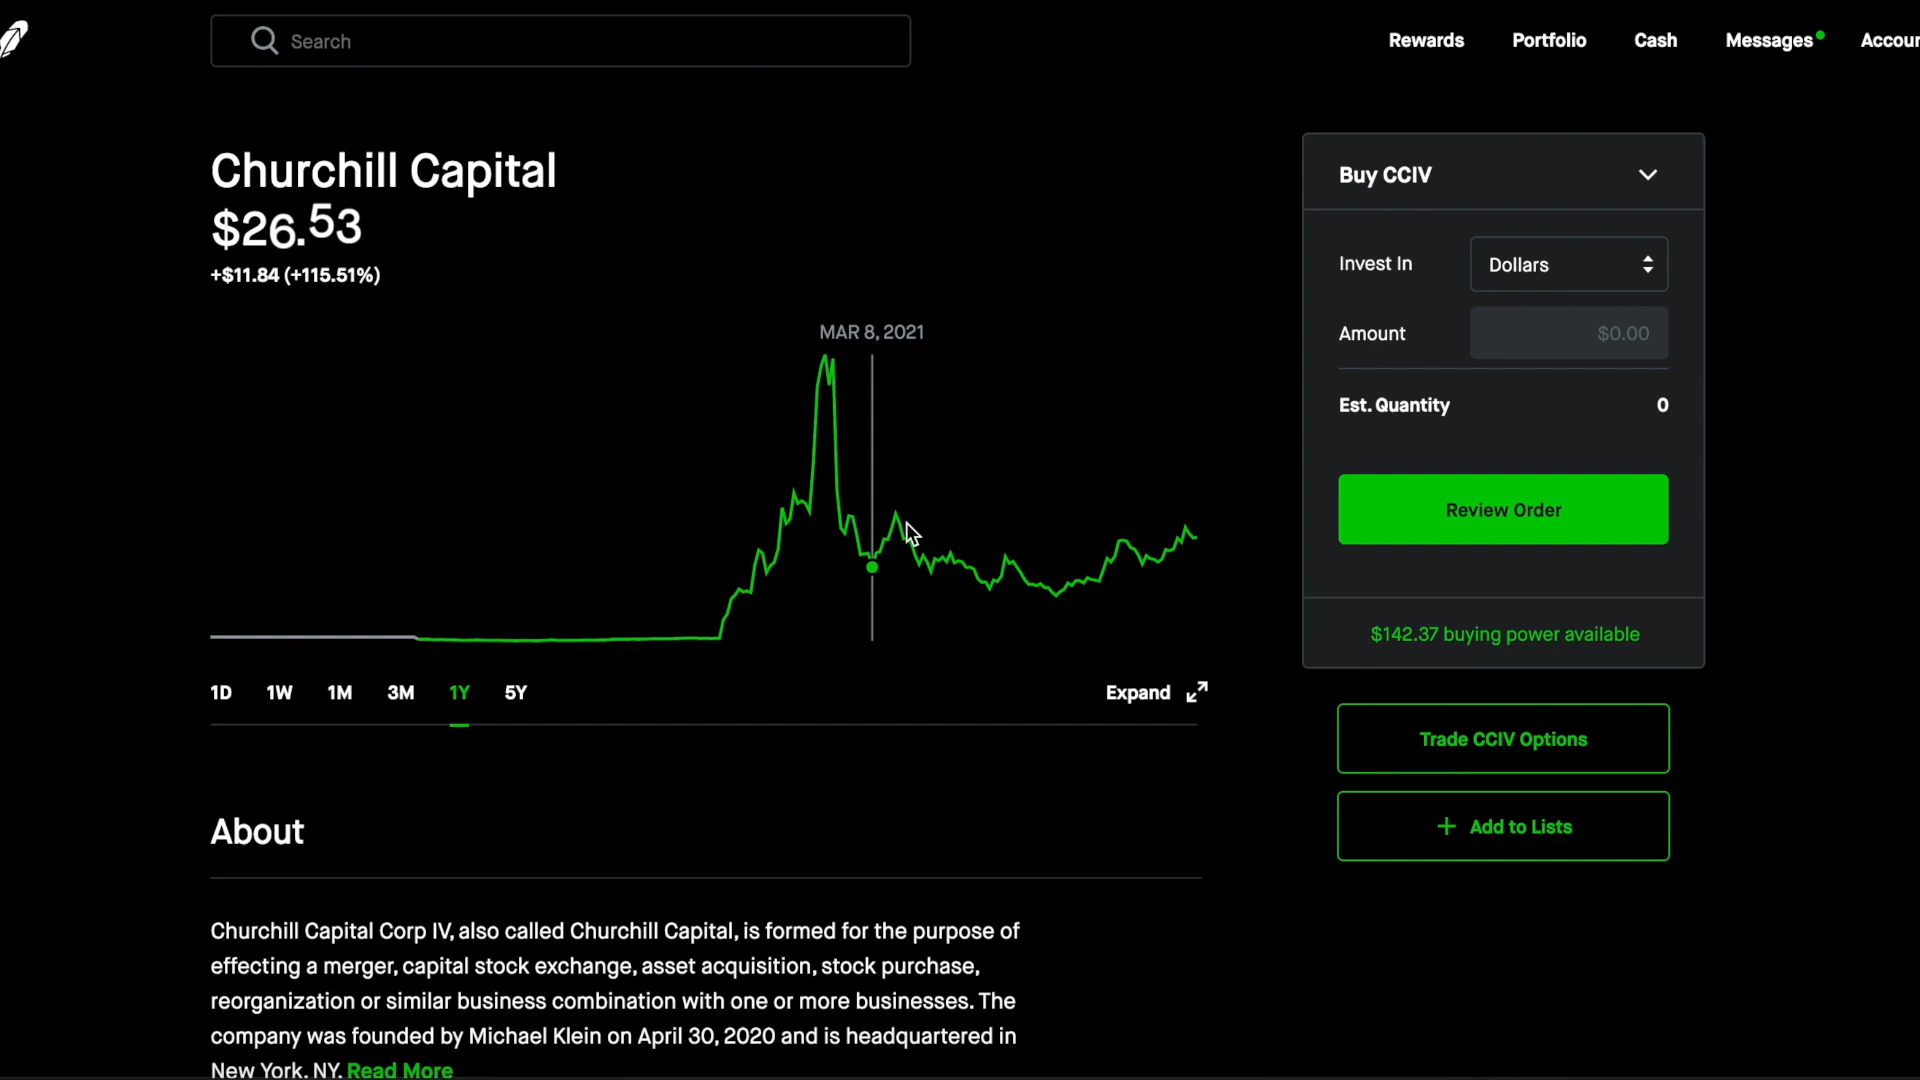 Search
Rewards
Portfolio
Cash
Messages
Accoun
Churchill Capital
$26.53
+$11.84 (+115.51%)
MAR 8, 2021
1D
1W
1M
3M
1Y
5Y
Expand
Buy CCIV
Invest In
Dollars
Amount
$0.00
Est. Quantity
0
Review Order
$142.37 buying power available
Trade CCIV Options
+ Add to Lists
About
Churchill Capital Corp IV, also called Churchill Capital, is formed for the purpose of
effecting a merger, capital stock exchange, asset acquisition, stock purchase,
reorganization or similar business combination with one or more businesses. The
company was founded by Michael Klein on April 30, 2020 and is headquartered in
New York, NY. Read More